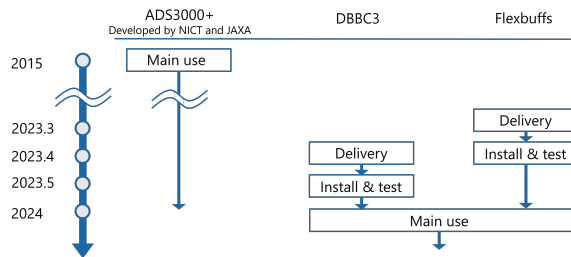 ADS3000+
Developed by NICT and JAXA
DBBC3
Flexbuffs
2015
Main use
2023.3
Delivery
2023.4
Delivery
Install & test
2023.5
Install & test
2024
Main use